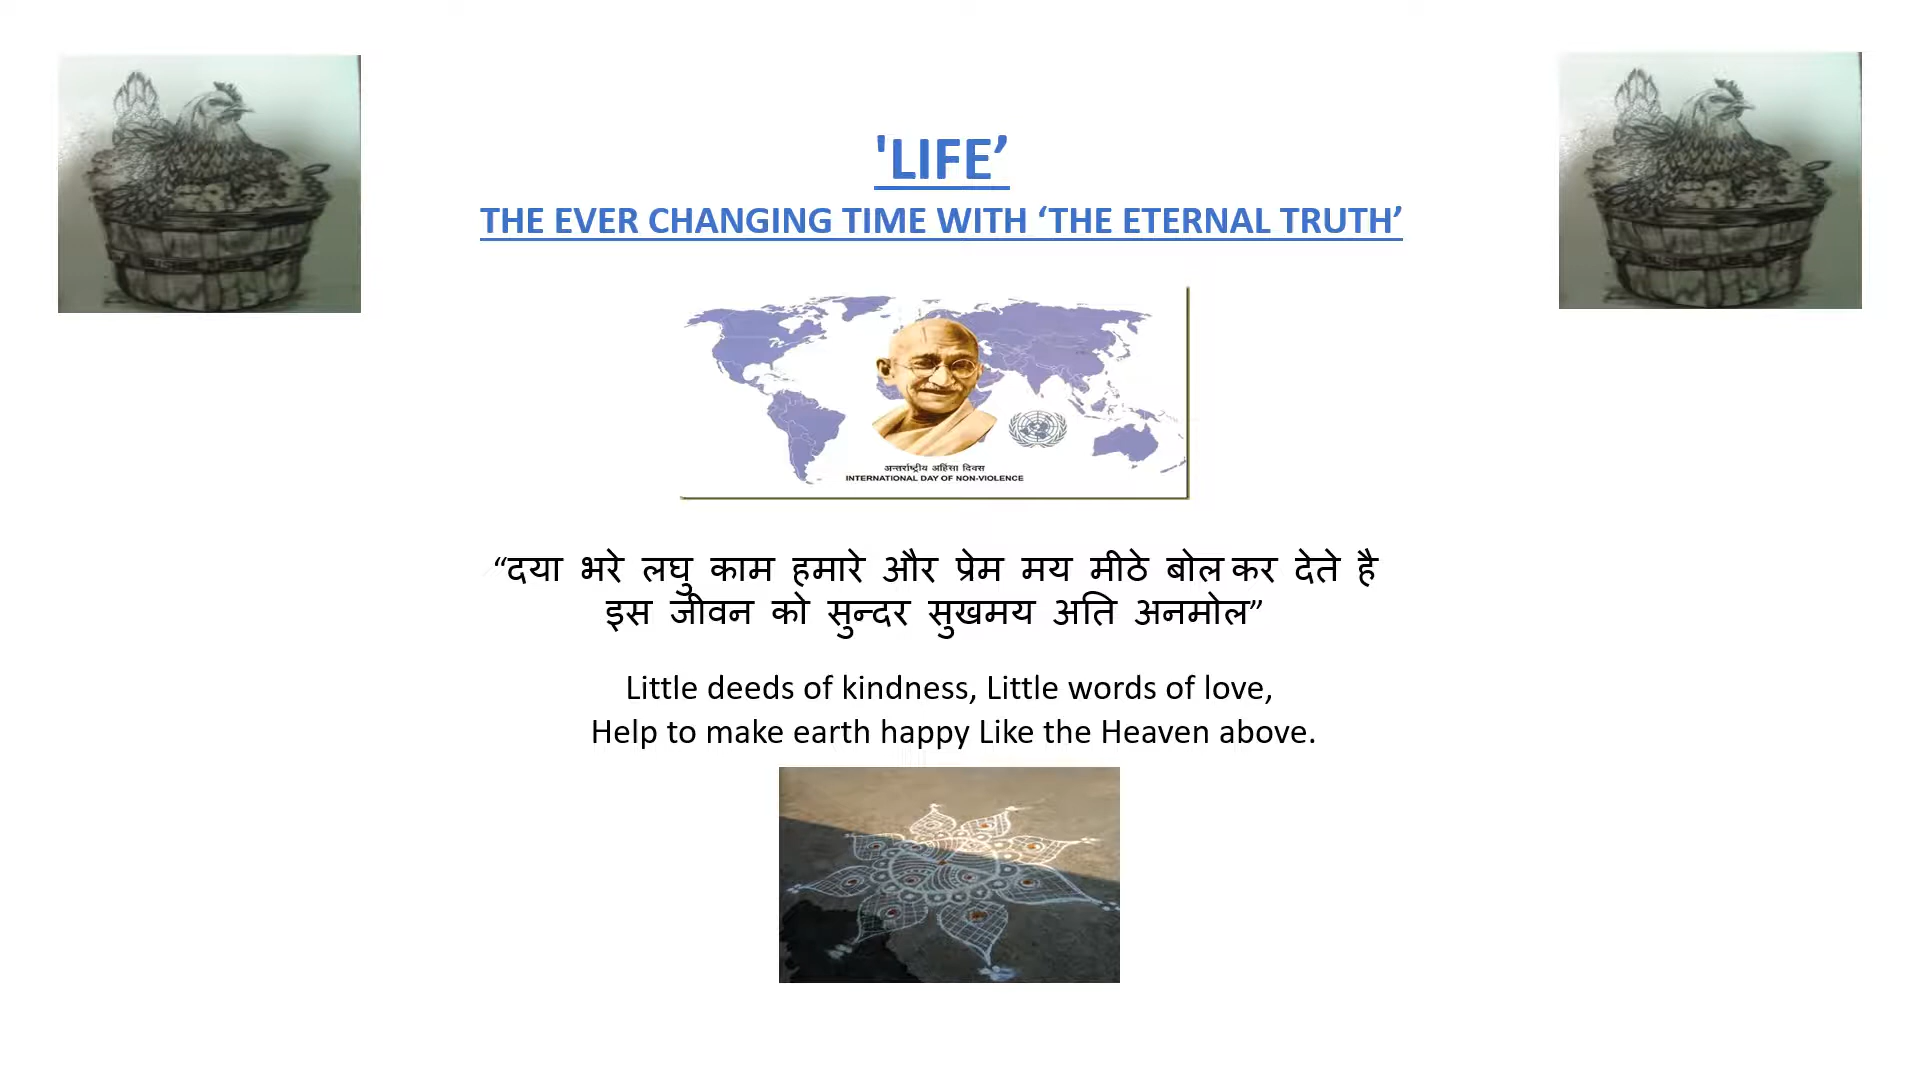 'LIFE’
THE EVER CHANGING TIME WITH ‘THE ETERNAL TRUTH’
अन्तर्राष्ट्रीय अहिंसा दिवस
INTERNATIONAL DAY OF NON-VIOLENCE
“दया भरे लघु काम हमारे और प्रेम मय मीठे बोल कर देते है
इस जीवन को सुन्दर सुखमय अति अनमोल”
Little deeds of kindness, Little words of love,
Help to make earth happy Like the Heaven above.